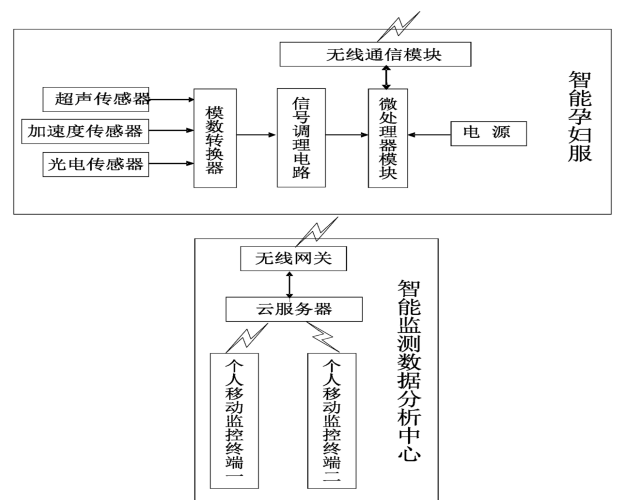 无线通信模块
超声传感器
加速度传感器
光电传感器
模数转换器
信号调理电路
微处理器模块
电 源
智能孕妇服
无线网关
云服务器
个人移动监控终端一
个人移动监控终端二
智能监测数据分析中心